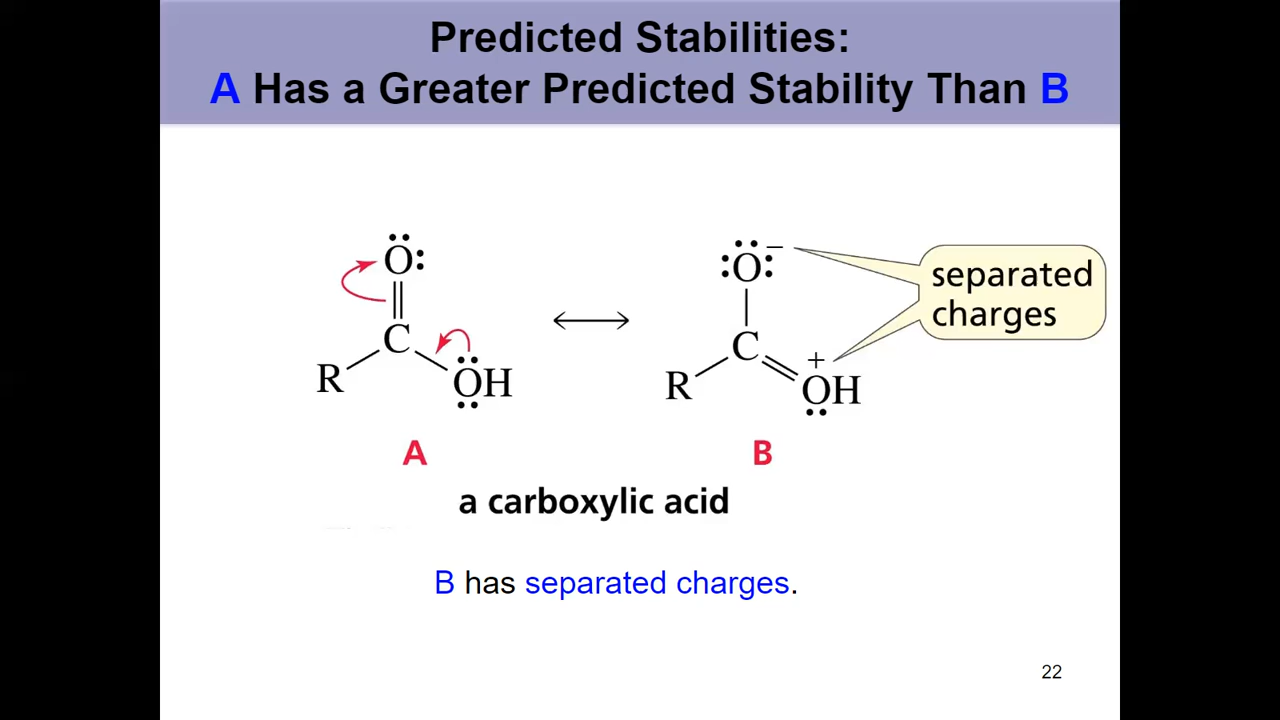 Predicted Stabilities:
A Has a Greater Predicted Stability Than B
O
C
R
OH
O −
C
R
+
OH
separated
charges
A
B
a carboxylic acid
B has separated charges.
22